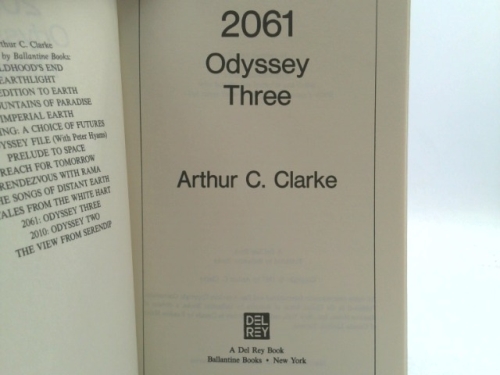 thur C. Clarke
by Ballantine Books:
LDHOOD'S END
EARTHLIGHT
EDITION TO EARTH
OUNTAINS OF PARADISE
IMPERIAL EARTH
ING: A CHOICE OF FUTURES
YSSEY FILE (With Peter Hyams)
PRELUDE TO SPACE
REACH FOR TOMORROW
RENDEZVOUS WITH RAMA
HE SONGS OF DISTANT EARTH
TALES FROM THE WHITE HART
2061: ODYSSEY THREE
2010: ODYSSEY TWO
THE VIEW FROM SERENDIP
2061
Odyssey
Three
Arthur C. Clarke
DEL
REY
A Del Rey Book
Ballantine Books • New York